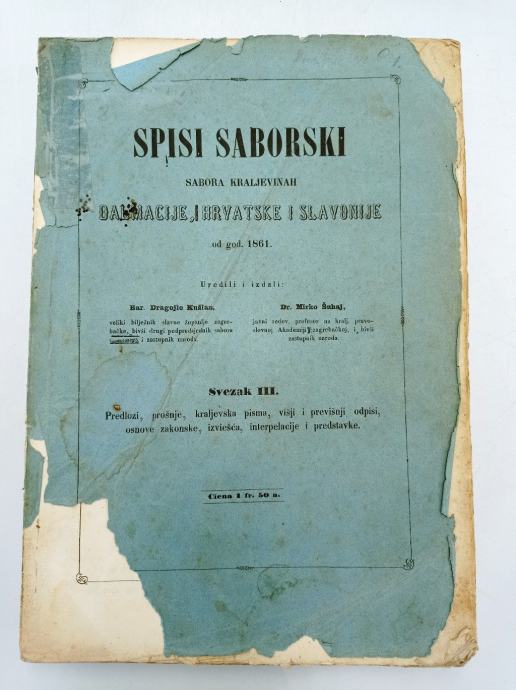 SPISI SABORSKI
SABORA KRALJEVINAH
DALMACIJE, HRVATSKE I SLAVONIJE
od god. 1861.
Uredili i izdali:
Bar. Dragojlo Kušlan,
veliki bilježnik slavne županije zagre-
bačke, bivši drugi podpredsjednik sabora
i zastupnik naroda.
Dr. Mirko Šuhaj,
javni redov. profesor na kralj. pravo-
slovnoj Akademiji zagrebačkoj, i bivši
zastupnik naroda.
Svezak III.
Predlozi, prošnje, kraljevska pisma, višji i previšnji odpisi,
osnove zakonske, izviešća, interpelacije i predstavke.
Ciena 1 fr. 50 n.